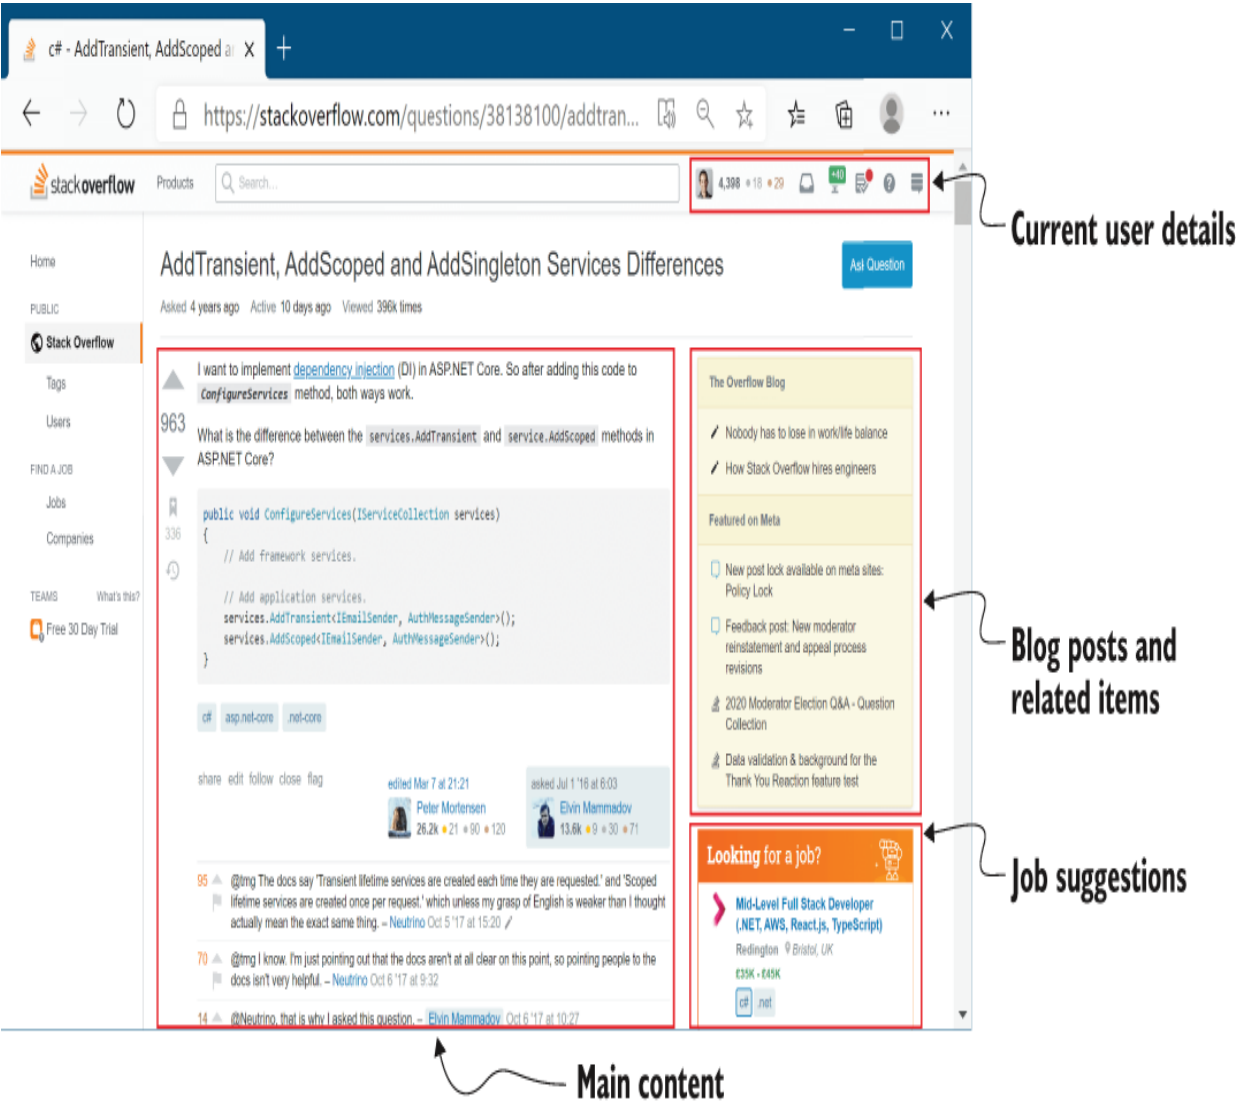 c# - AddTransient, AddScoped a
https://stackoverflow.com/questions/38138100/addtran...
stackoverflow
Products
Search...
4,398 18 29
+40
Current user details
Home
PUBLIC
Stack Overflow
Tags
Users
FIND A JOB
Jobs
Companies
TEAMS What's this?
Free 30 Day Trial
AddTransient, AddScoped and AddSingleton Services Differences
Ask Question
Asked 4 years ago Active 10 days ago Viewed 396k times
963
336
I want to implement dependency injection (DI) in ASP.NET Core. So after adding this code to
ConfigureServices method, both ways work.
What is the difference between the services.AddTransient and service.AddScoped methods in
ASP.NET Core?
public void ConfigureServices(IServiceCollection services)
{
// Add framework services.
// Add application services.
services.AddTransient<IEmailSender, AuthMessageSender>();
services.AddScoped<IEmailSender, AuthMessageSender>();
}
c# asp.net-core .net-core
share edit follow close flag
edited Mar 7 at 21:21
Peter Mortensen
26.2k 21 90 120
asked Jul 1 '16 at 6:03
Elvin Mammadov
13.6k 9 30 71
95 @tmg The docs say 'Transient lifetime services are created each time they are requested.' and 'Scoped
lifetime services are created once per request.' which unless my grasp of English is weaker than I thought
actually mean the exact same thing. – Neutrino Oct 5 '17 at 15:20
70 @tmg I know. I'm just pointing out that the docs aren't at all clear on this point, so pointing people to the
docs isn't very helpful. – Neutrino Oct 6 '17 at 9:32
14 @Neutrino, that is why I asked this question. – Elvin Mammadov Oct 6 '17 at 10:27
Main content
The Overflow Blog
Nobody has to lose in work/life balance
How Stack Overflow hires engineers
Featured on Meta
New post lock available on meta sites:
Policy Lock
Feedback post: New moderator
reinstatement and appeal process
revisions
2020 Moderator Election Q&A - Question
Collection
Data validation & background for the
Thank You Reaction feature test
Blog posts and
related items
Looking for a job?
Mid-Level Full Stack Developer
(.NET, AWS, React.js, TypeScript)
Redington Bristol, UK
£35K - £45K
c# .net
Job suggestions